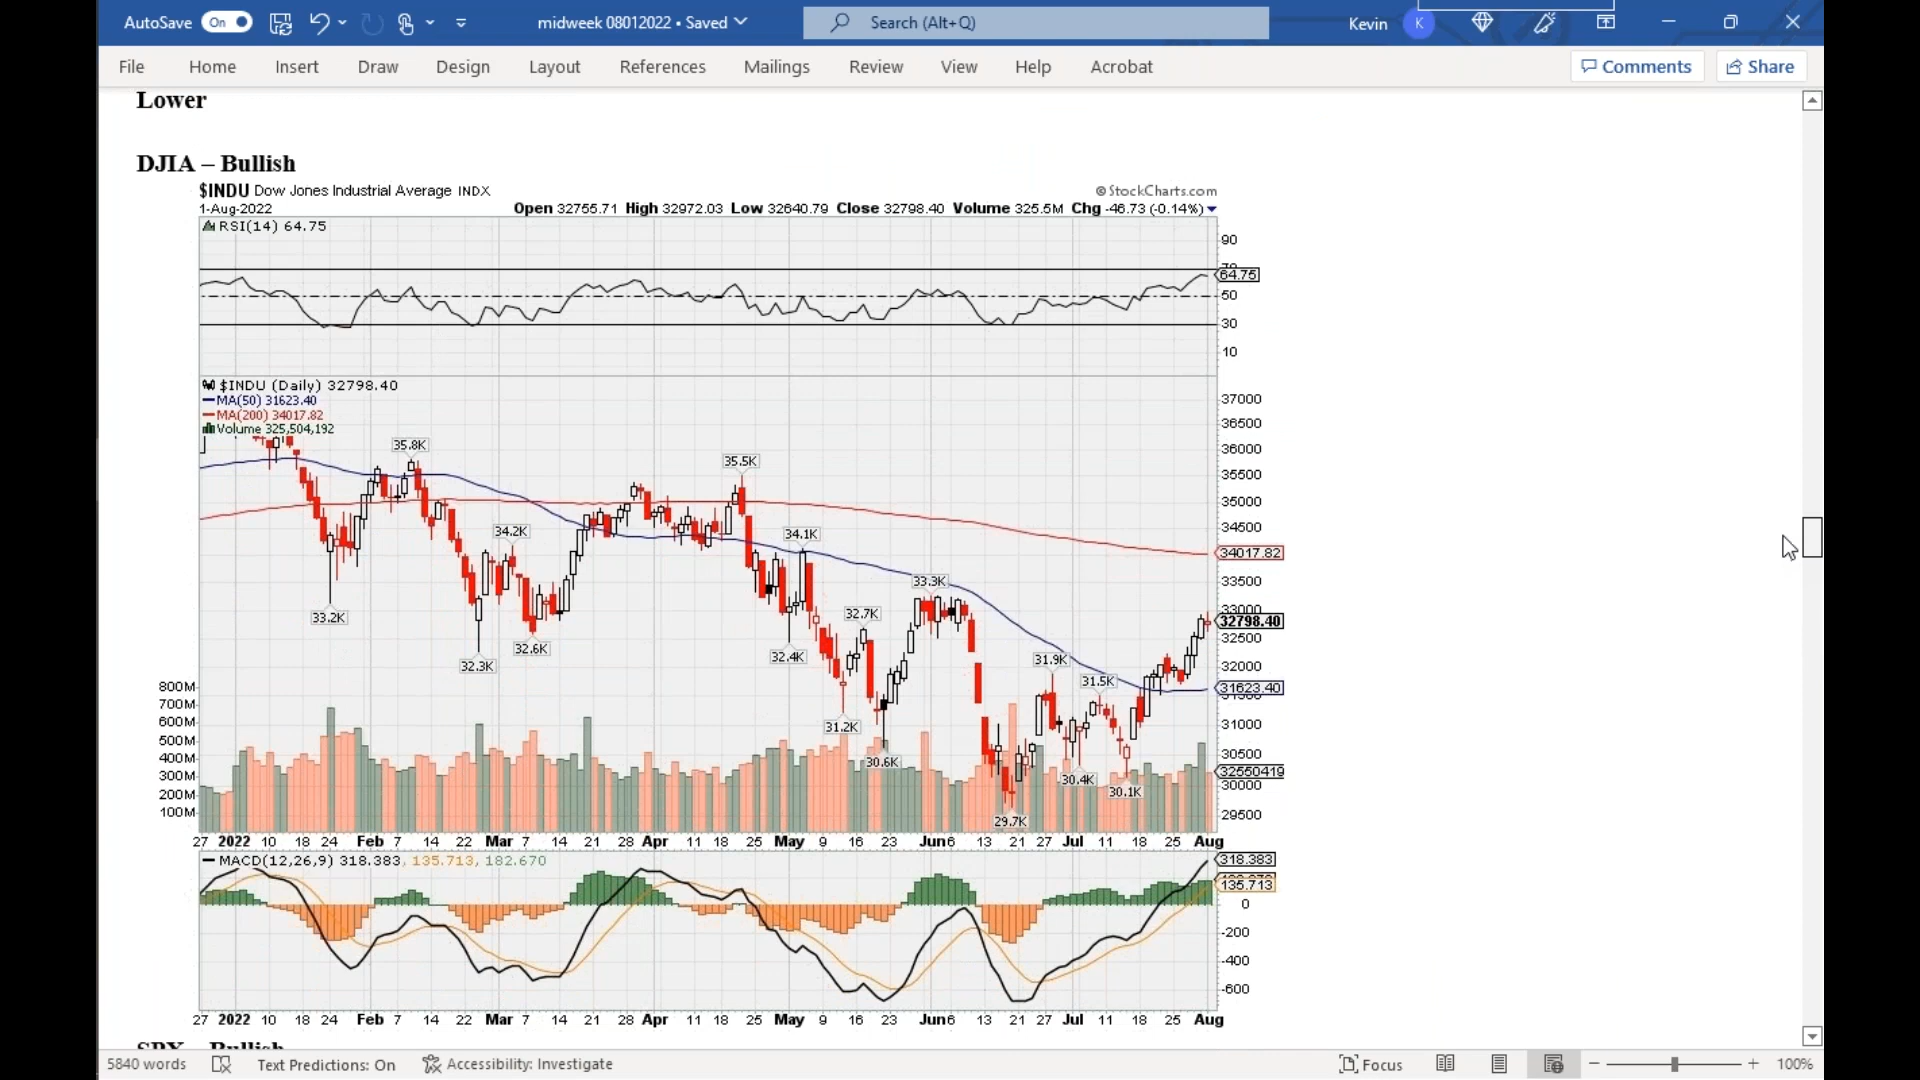 AutoSave On midweek 08012022 • Saved Search (Alt+Q) Kevin K
File Home Insert Draw Design Layout References Mailings Review View Help Acrobat Comments Share
Lower
DJIA – Bullish
$INDU Dow Jones Industrial Average INDX © StockCharts.com
1-Aug-2022 Open 32755.71 High 32972.03 Low 32640.79 Close 32798.40 Volume 325.5M Chg -46.73 (-0.14%)
RSI(14) 64.75
90
70
64.75
50
30
10
$INDU (Daily) 32798.40
MA(50) 31623.40
MA(200) 34017.82
Volume 325,504,192
37000
36500
36000
35500
35000
34500
34017.82
33500
33000
32798.40
32500
32000
31623.40
31500
31000
30500
32550419
30000
29500
35.8K
35.5K
34.2K
34.1K
33.3K
33.2K
32.7K
32.6K
32.4K
32.3K
31.9K
31.5K
31.2K
30.6K
30.4K
30.1K
29.7K
800M
700M
600M
500M
400M
300M
200M
100M
27 2022 10 18 24 Feb 7 14 22 Mar 7 14 21 28 Apr 11 18 25 May 9 16 23 Jun 6 13 21 27 Jul 11 18 25 Aug
MACD(12,26,9) 318.383, 135.713, 182.670
318.383
135.713
0
-200
-400
-600
27 2022 10 18 24 Feb 7 14 22 Mar 7 14 21 28 Apr 11 18 25 May 9 16 23 Jun 6 13 21 27 Jul 11 18 25 Aug
SPX – Bullish
5840 words Text Predictions: On Accessibility: Investigate Focus 100%